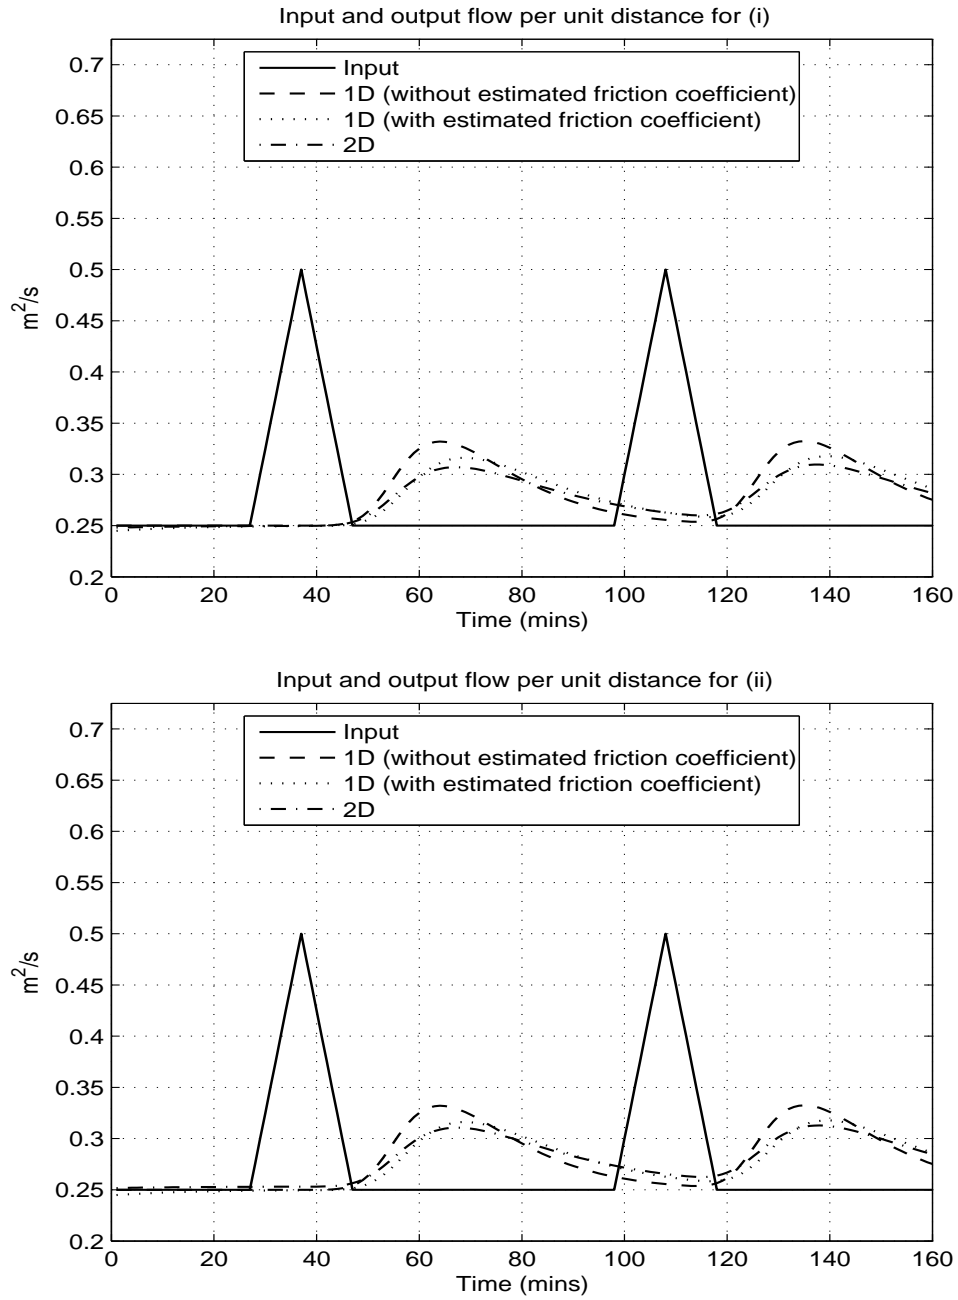 Input and output flow per unit distance for (i)
Input
1D (without estimated friction coefficient)
1D (with estimated friction coefficient)
2D
m²/s
0.7
0.65
0.6
0.55
0.5
0.45
0.4
0.35
0.3
0.25
0.2
0 20 40 60 80 100 120 140 160
Time (mins)
Input and output flow per unit distance for (ii)
Input
1D (without estimated friction coefficient)
1D (with estimated friction coefficient)
2D
m²/s
0.7
0.65
0.6
0.55
0.5
0.45
0.4
0.35
0.3
0.25
0.2
0 20 40 60 80 100 120 140 160
Time (mins)